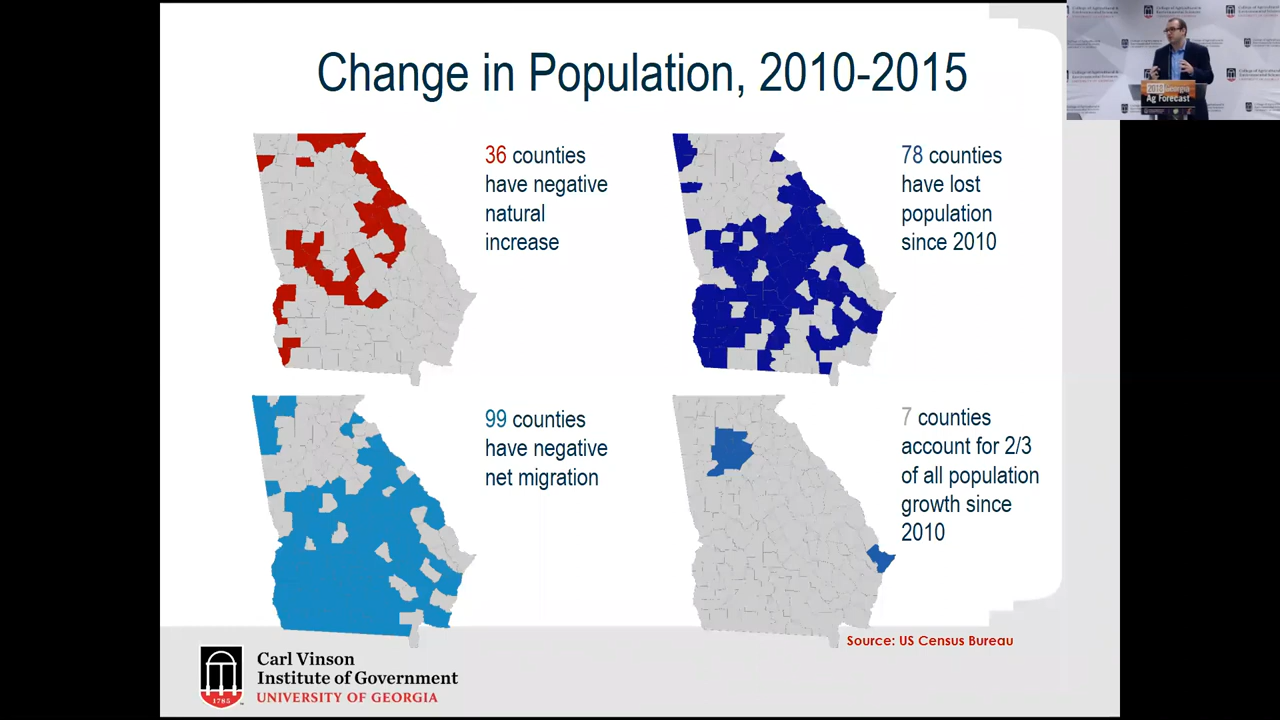 Change in Population, 2010-2015
36 counties
have negative
natural
increase
78 counties
have lost
population
since 2010
99 counties
have negative
net migration
7 counties
account for 2/3
of all population
growth since
2010
Source: US Census Bureau
1785
Carl Vinson
Institute of Government
UNIVERSITY OF GEORGIA
Georgia
Ag Forecast